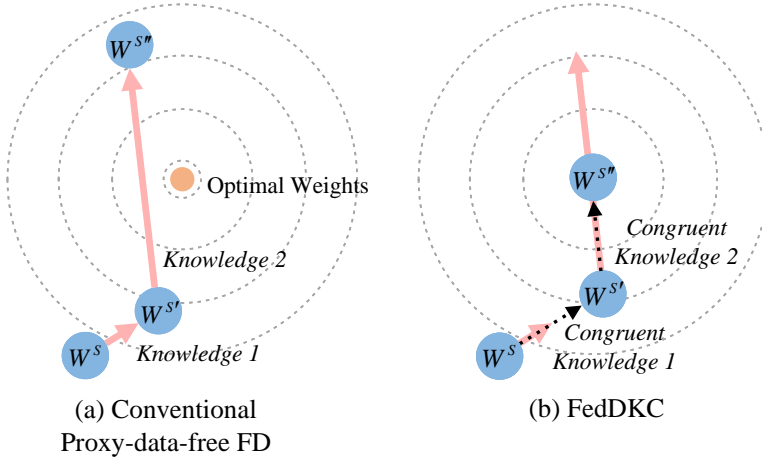 W^S″
Optimal Weights
Knowledge 2
W^S′
W^S
Knowledge 1
(a) Conventional
Proxy-data-free FD
W^S″
Congruent
Knowledge 2
W^S′
Congruent
Knowledge 1
W^S
(b) FedDKC